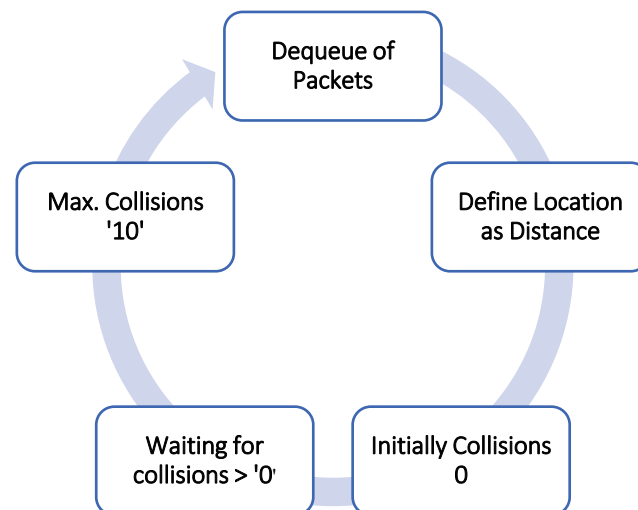 Dequeue of
Packets
Define Location
as Distance
Initially Collisions
0
Waiting for
collisions > '0'
Max. Collisions
'10'